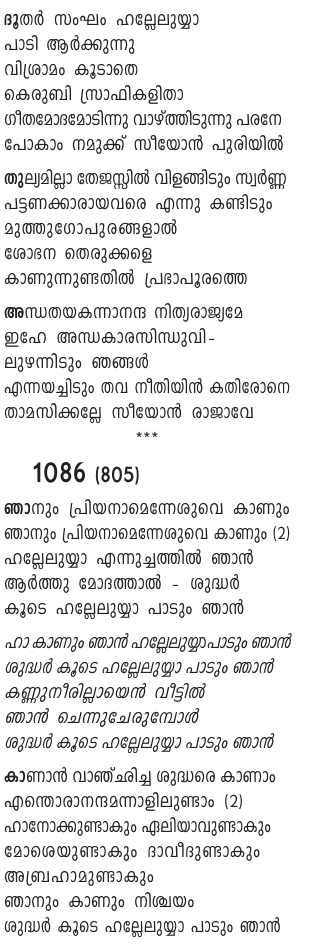 ദൂതർ സംഘം ഹല്ലേലുയ്യാ
പാടി ആർക്കുന്നു
വിശ്രാമം കൂടാതെ
കെരുബി സ്രാഫികളിതാ
ഗീതമോദമോടിന്നു വാഴ്ത്തിടുന്നു പരനേ
പോകാം നമുക്ക് സീയോൻ പുരിയിൽ
തുല്യമില്ലാ തേജസ്സിൽ വിളങ്ങിടും സ്വർണ്ണ
പട്ടണക്കാരായവരെ എന്നു കണ്ടിടും
മുത്തുഗോപുരങ്ങളാൽ
ശോഭന തെരുക്കളെ
കാണുന്നുണ്ടതിൽ പ്രഭാപൂരത്തെ
അന്ധതയകന്നാനന്ദ നിത്യരാജ്യമേ
ഇഹേ അന്ധകാരസിന്ധുവി-
ലുഴന്നിടും ഞങ്ങൾ
എന്നയച്ചിടും തവ നീതിയിൻ കതിരോനെ
താമസിക്കല്ലേ സീയോൻ രാജാവേ
***
1086 (805)
ഞാനും പ്രിയനാമെന്നേശുവെ കാണും
ഞാനും പ്രിയനാമെന്നേശുവെ കാണും (2)
ഹല്ലേലുയ്യാ എന്നുച്ചത്തിൽ ഞാൻ
ആർത്തു മോദത്താൽ - ശുദ്ധർ
കൂടെ ഹല്ലേലുയ്യാ പാടും ഞാൻ
ഹാ കാണും ഞാൻ ഹല്ലേലുയ്യാപാടും ഞാൻ
ശുദ്ധർ കൂടെ ഹല്ലേലുയ്യാ പാടും ഞാൻ
കണ്ണുനീരില്ലായെൻ വീട്ടിൽ
ഞാൻ ചെന്നുചേരുമ്പോൾ
ശുദ്ധർ കൂടെ ഹല്ലേലുയ്യാ പാടും ഞാൻ
കാണാൻ വാഞ്ഛിച്ച ശുദ്ധരെ കാണാം
എന്തൊരാനന്ദമന്നാളിലുണ്ടാം (2)
ഹാനോക്കുണ്ടാകും ഏലിയാവുണ്ടാകും
മോശെയുണ്ടാകും ദാവീദുണ്ടാകും
അബ്രഹാമുണ്ടാകും
ഞാനും കാണും നിശ്ചയം
ശുദ്ധർ കൂടെ ഹല്ലേലുയ്യാ പാടും ഞാൻ